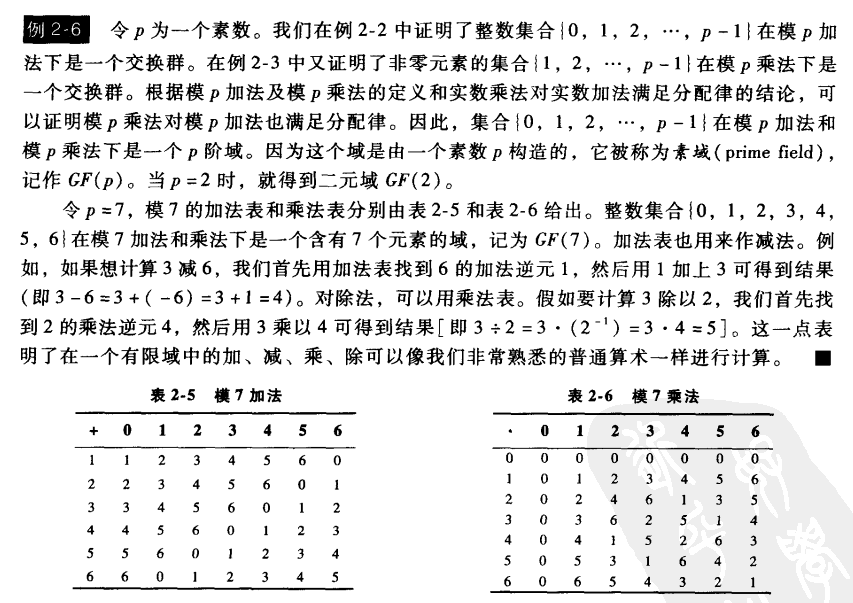 例 2-6 令 p 为一个素数。我们在例 2-2 中证明了整数集合{0, 1, 2, …, p-1}在模 p 加
法下是一个交换群。在例 2-3 中又证明了非零元素的集合{1, 2, …, p-1}在模 p 乘法下是
一个交换群。根据模 p 加法及模 p 乘法的定义和实数乘法对实数加法满足分配律的结论，可
以证明模 p 乘法对模 p 加法也满足分配律。因此，集合{0, 1, 2, …, p-1}在模 p 加法和
模 p 乘法下是一个 p 阶域。因为这个域是由一个素数 p 构造的，它被称为素域(prime field)，
记作 GF(p)。当 p=2 时，就得到二元域 GF(2)。
令 p=7，模 7 的加法表和乘法表分别由表 2-5 和表 2-6 给出。整数集合{0, 1, 2, 3, 4,
5, 6}在模 7 加法和乘法下是一个含有 7 个元素的域，记为 GF(7)。加法表也用来作减法。例
如，如果想计算 3 减 6，我们首先用加法表找到 6 的加法逆元 1，然后用 1 加上 3 可得到结果
(即 3-6=3+(-6)=3+1=4)。对除法，可以用乘法表。假如要计算 3 除以 2，我们首先找
到 2 的乘法逆元 4，然后用 3 乘以 4 可得到结果[即 3÷2=3·(2⁻¹)=3·4=5]。这一点表
明了在一个有限域中的加、减、乘、除可以像我们非常熟悉的普通算术一样进行计算。 ■
表 2-5 模 7 加法
+ 0 1 2 3 4 5 6
1 1 2 3 4 5 6 0
2 2 3 4 5 6 0 1
3 3 4 5 6 0 1 2
4 4 5 6 0 1 2 3
5 5 6 0 1 2 3 4
6 6 0 1 2 3 4 5
表 2-6 模 7 乘法
· 0 1 2 3 4 5 6
0 0 0 0 0 0 0 0
1 0 1 2 3 4 5 6
2 0 2 4 6 1 3 5
3 0 3 6 2 5 1 4
4 0 4 1 5 2 6 3
5 0 5 3 1 6 4 2
6 0 6 5 4 3 2 1